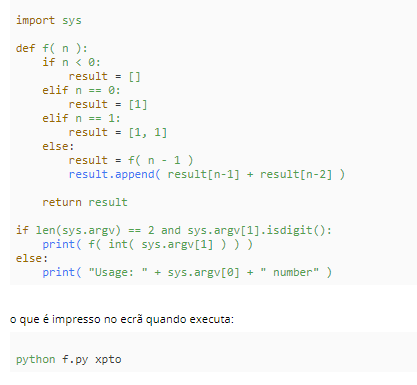 import sys
def f( n ):
    if n < 0:
        result = []
    elif n == 0:
        result = [1]
    elif n == 1:
        result = [1, 1]
    else:
        result = f( n - 1 )
        result.append( result[n-1] + result[n-2] )
    return result
if len(sys.argv) == 2 and sys.argv[1].isdigit():
    print( f( int( sys.argv[1] ) ) )
else:
    print( "Usage: " + sys.argv[0] + " number" )
o que é impresso no ecrã quando executa:
python f.py xpto